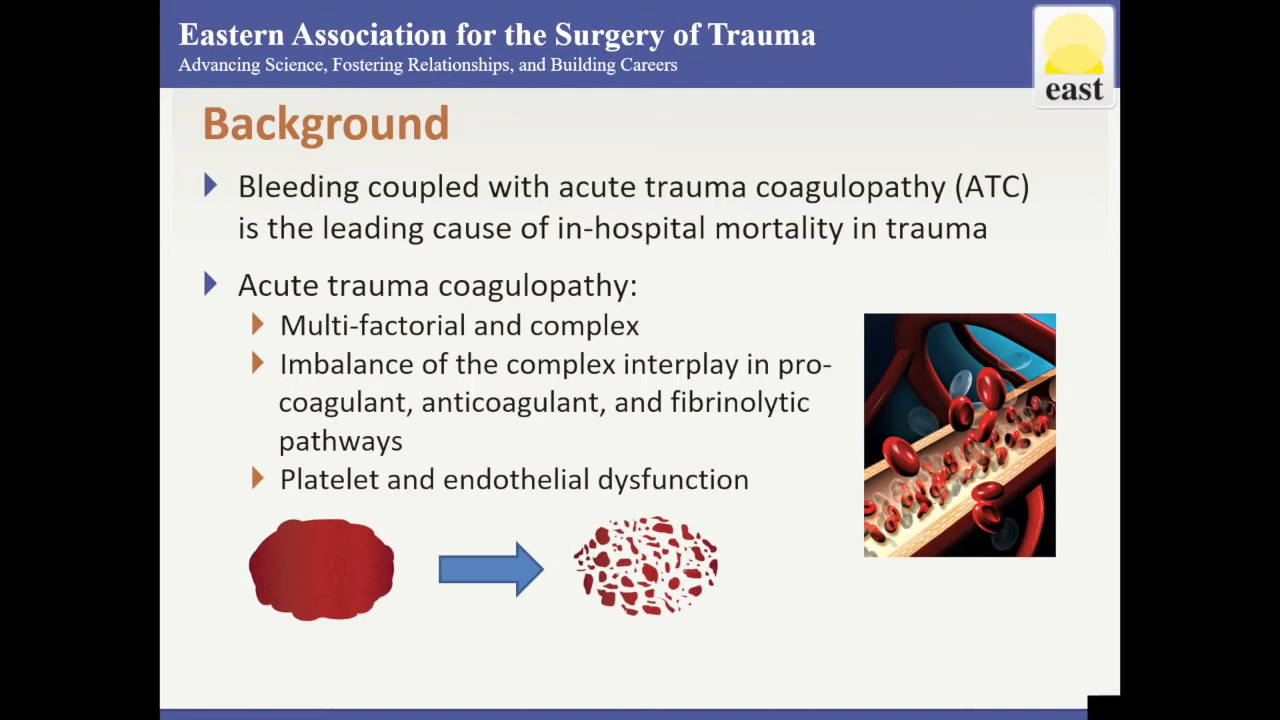 Eastern Association for the Surgery of Trauma
Advancing Science, Fostering Relationships, and Building Careers
east
Background
Bleeding coupled with acute trauma coagulopathy (ATC)
is the leading cause of in-hospital mortality in trauma
Acute trauma coagulopathy:
Multi-factorial and complex
Imbalance of the complex interplay in pro-
coagulant, anticoagulant, and fibrinolytic
pathways
Platelet and endothelial dysfunction